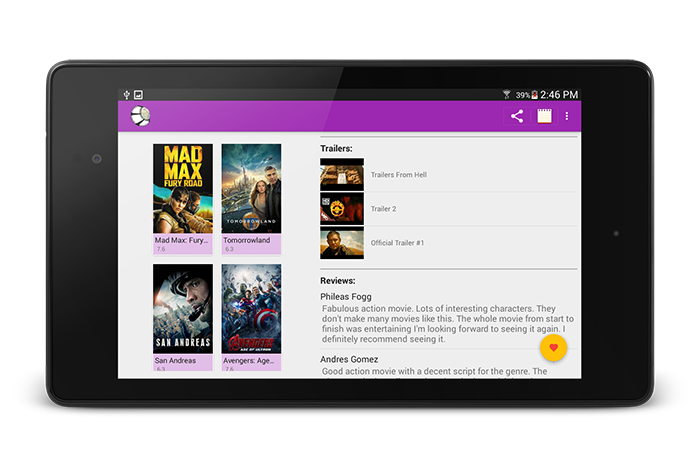 39% 2:46 PM
MAD
MAX
FURY ROAD
TOMORROWLAND
Mad Max: Fury...
7.6
Tomorrowland
6.3
SAN ANDREAS
AVENGERS
AGE OF ULTRON
San Andreas
6.3
Avengers: Age...
7.6
Trailers:
Trailers From Hell
Trailer 2
Official Trailer #1
Reviews:
Phileas Fogg
Fabulous action movie. Lots of interesting characters. They
don't make many movies like this. The whole movie from start to
finish was entertaining I'm looking forward to seeing it again. I
definitely recommend seeing it.
Andres Gomez
Good action movie with a decent script for the genre. The